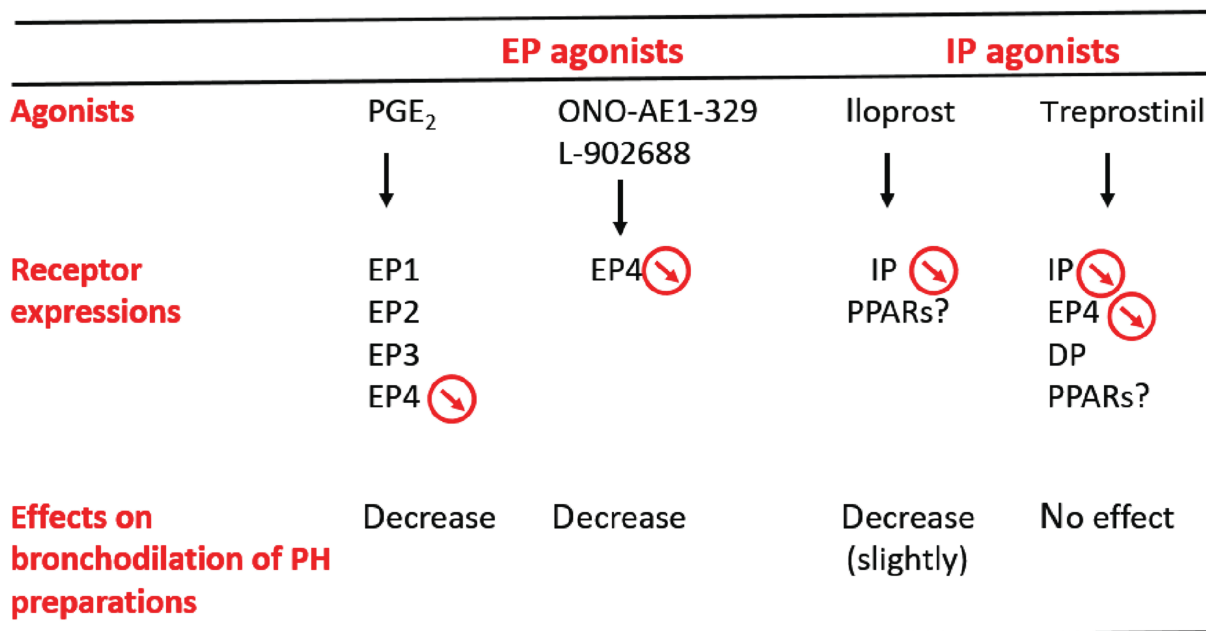 EP agonists IP agonists
Agonists PGE₂ ONO-AE1-329 Iloprost Treprostinil
L-902688
Receptor EP1 EP4 IP IP
expressions EP2 PPARs? EP4
EP3 DP
EP4 PPARs?
Effects on Decrease Decrease Decrease No effect
bronchodilation of PH (slightly)
preparations